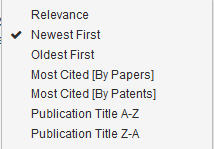 Relevance
Newest First
Oldest First
Most Cited [By Papers]
Most Cited [By Patents]
Publication Title A-Z
Publication Title Z-A